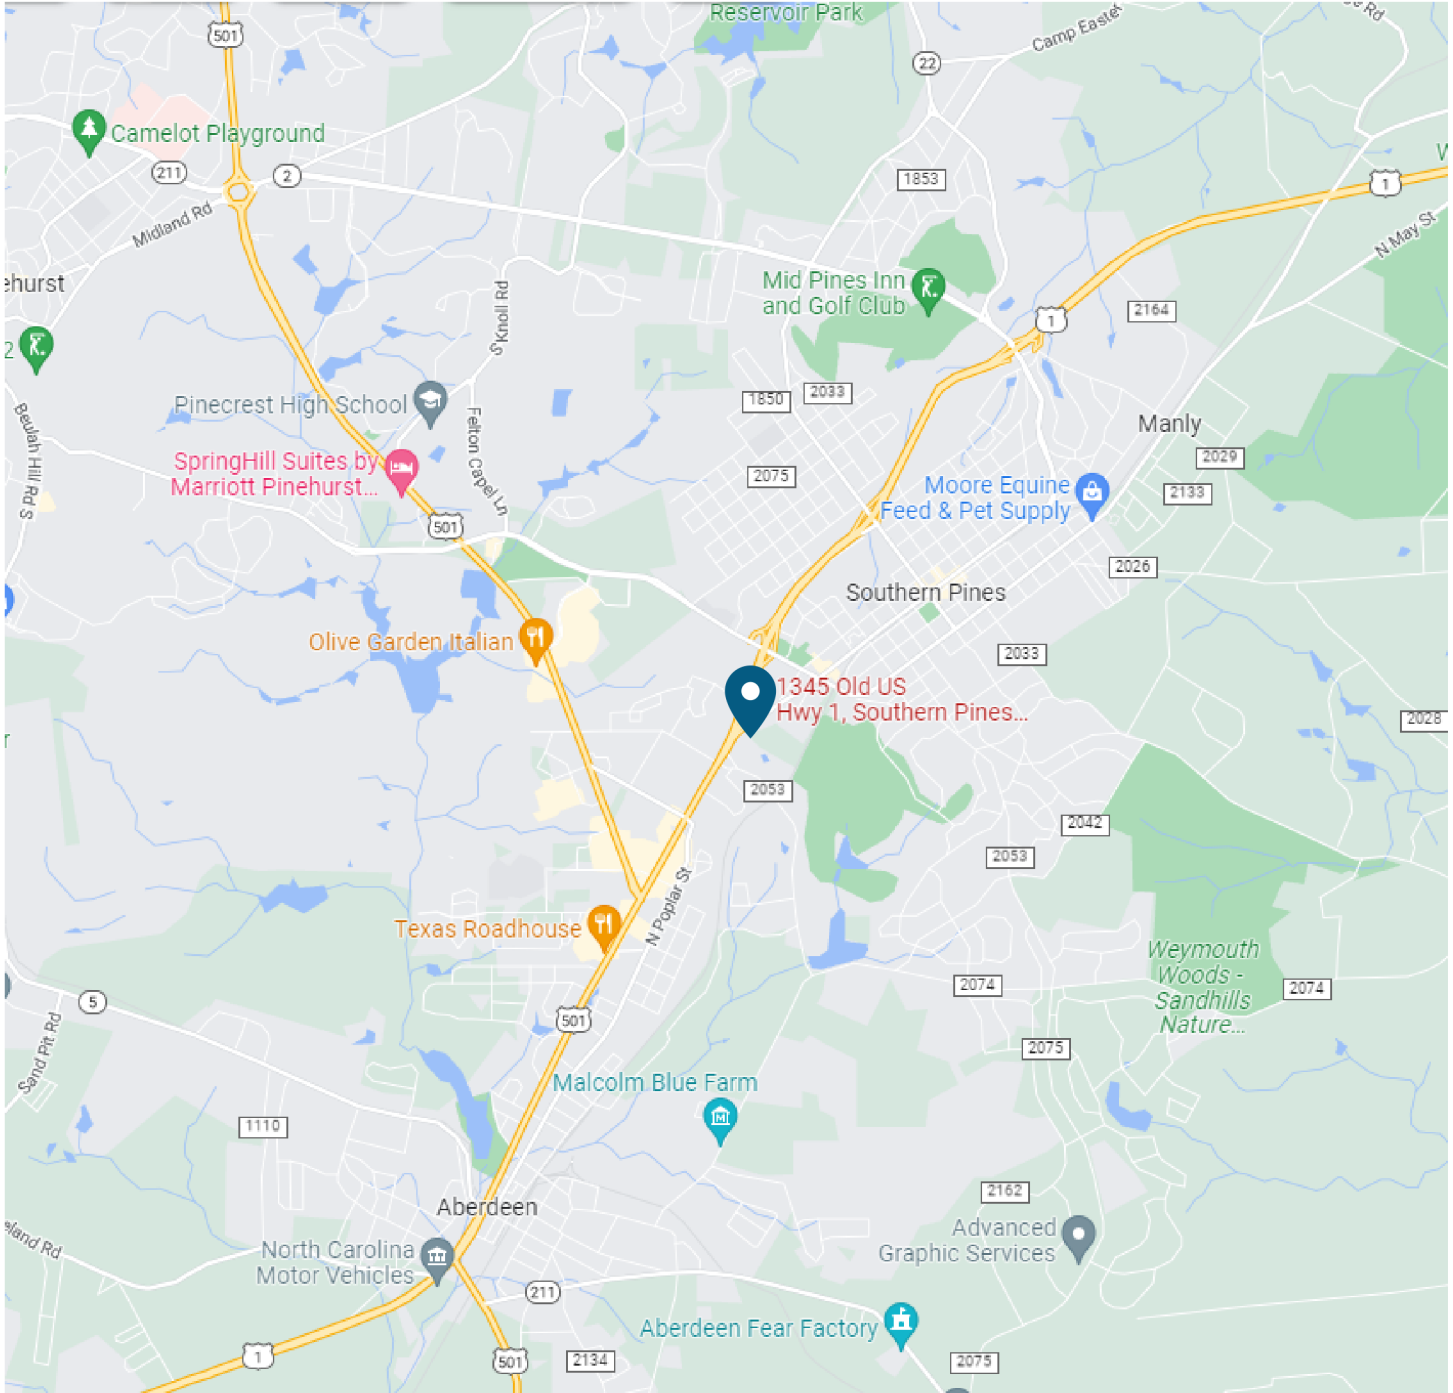 Reservoir Park
501
22
Camp Easter
Camelot Playground
211
2
1853
1
Midland Rd
N May St
Mid Pines Inn
and Golf Club
ehurst
S Knoll Rd
1
2164
2
Pinecrest High School
1850
2033
Manly
Beulah Hill Rd S
Felton Capel Ln
SpringHill Suites by
Marriott Pinehurst...
2075
2029
Moore Equine
Feed & Pet Supply
2133
501
2026
Southern Pines
Olive Garden Italian
2033
1345 Old US
Hwy 1, Southern Pines...
2028
r
2053
2042
2053
N Poplar St
Texas Roadhouse
Weymouth
Woods -
Sandhills
Nature...
2074
2074
5
501
Sand Pit Rd
2075
Malcolm Blue Farm
1110
2162
Aberdeen
eland Rd
North Carolina
Motor Vehicles
Advanced
Graphic Services
211
Aberdeen Fear Factory
1
501
2134
2075